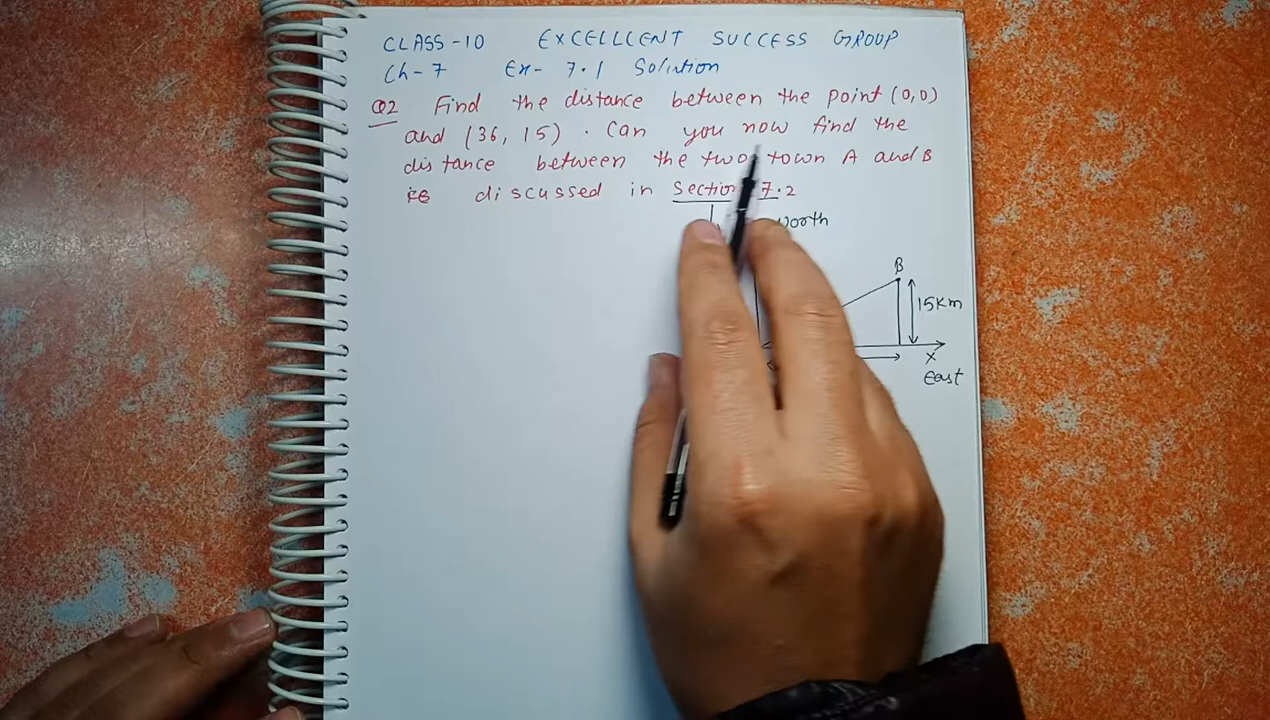 CLASS-10 EXCELLCENT SUCCESS GROUP
Ch-7 Ex- 7.1 Solution
Q2 Find the distance between the point (0,0)
and (36, 15). Can you now find the
distance between the two town A and B
discussed in Section 7.2
B
15Km
X
East